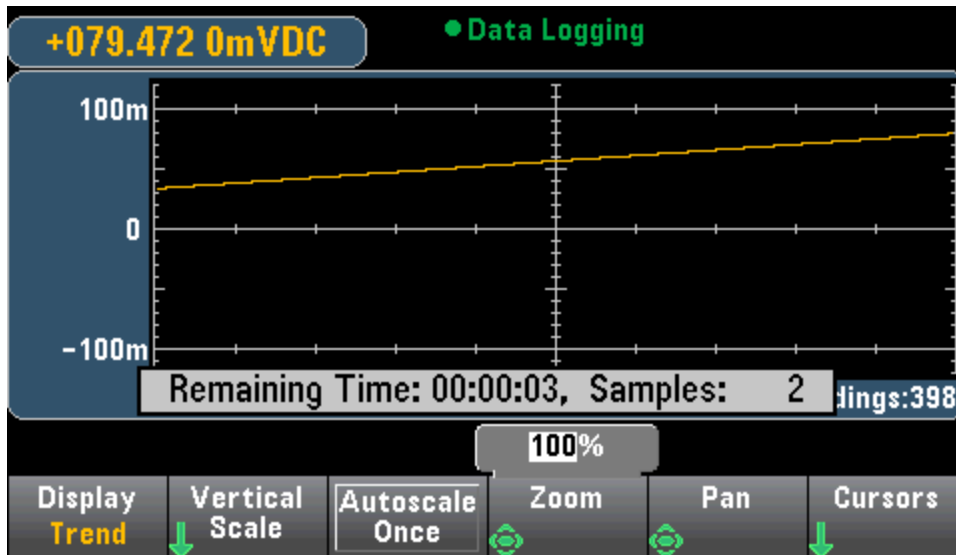 +079.472 0mVDC
Data Logging
100m
0
-100m
Remaining Time: 00:00:03, Samples: 2
dings:398
100%
Display
Trend
Vertical
Scale
Autoscale
Once
Zoom
Pan
Cursors